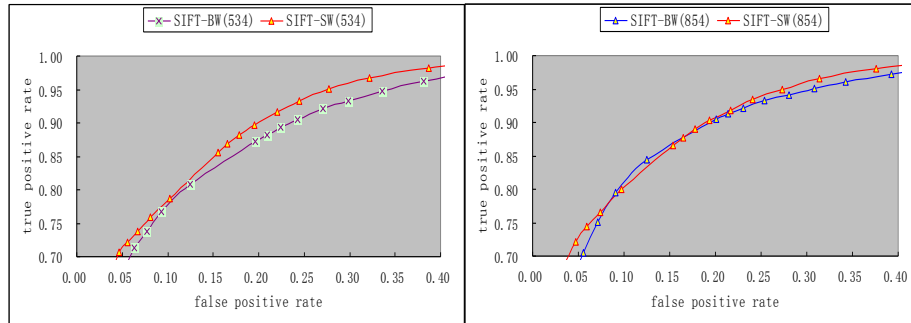 SIFT-BW(534) SIFT-SW(534)
true positive rate
1.00
0.95
0.90
0.85
0.80
0.75
0.70
0.00 0.05 0.10 0.15 0.20 0.25 0.30 0.35 0.40
false positive rate
SIFT-BW(854) SIFT-SW(854)
true positive rate
1.00
0.95
0.90
0.85
0.80
0.75
0.70
0.00 0.05 0.10 0.15 0.20 0.25 0.30 0.35 0.40
false positive rate